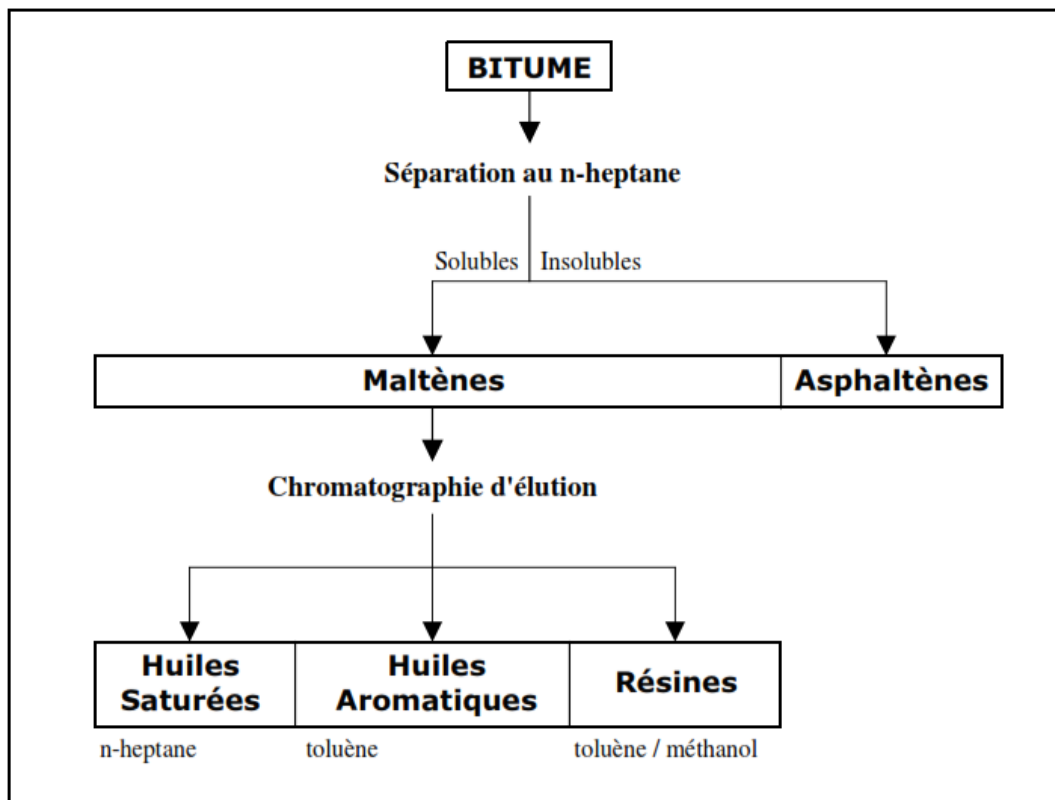 BITUME
Séparation au n-heptane
Solubles Insolubles
Maltènes Asphaltènes
Chromatographie d'élution
Huiles Saturées
Huiles Aromatiques
Résines
n-heptane toluène toluène / méthanol